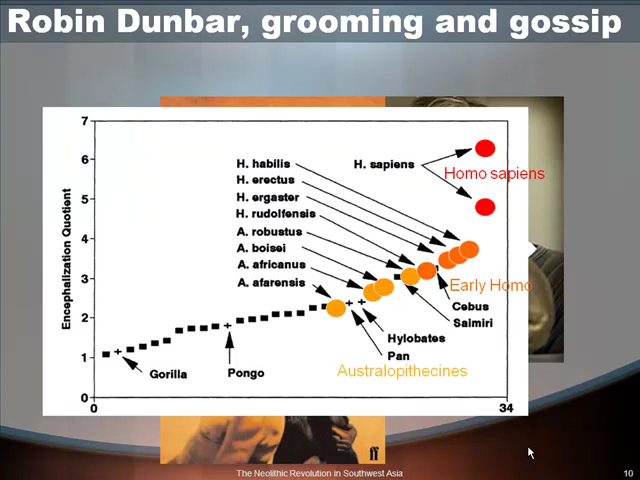 Robin Dunbar, grooming and gossip
7
6
5
4
3
2
1
0
Encephalization Quotient
H. habilis
H. erectus
H. ergaster
H. rudolfensis
A. robustus
A. boisei
A. africanus
A. afarensis
H. sapiens
Homo sapiens
Early Homo
Cebus
Saimiri
Hylobates
Pan
Australopithecines
Gorilla
Pongo
0
34
ff
The Neolithic Revolution in Southwest Asia
10